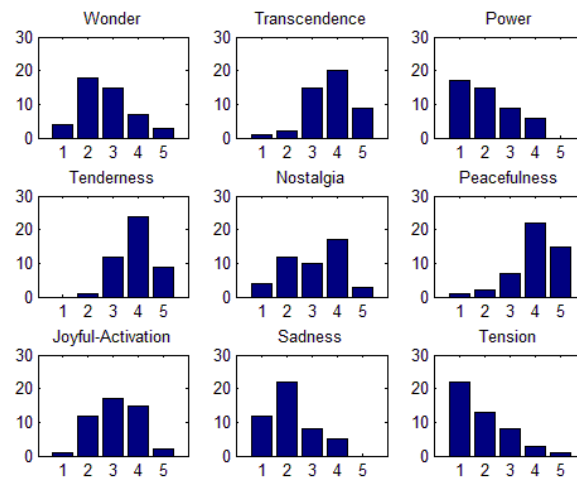 Wonder Transcendence Power
30 30 30
20 20 20
10 10 10
0 0 0
1 2 3 4 5 1 2 3 4 5 1 2 3 4 5
Tenderness Nostalgia Peacefulness
30 30 30
20 20 20
10 10 10
0 0 0
1 2 3 4 5 1 2 3 4 5 1 2 3 4 5
Joyful-Activation Sadness Tension
30 30 30
20 20 20
10 10 10
0 0 0
1 2 3 4 5 1 2 3 4 5 1 2 3 4 5